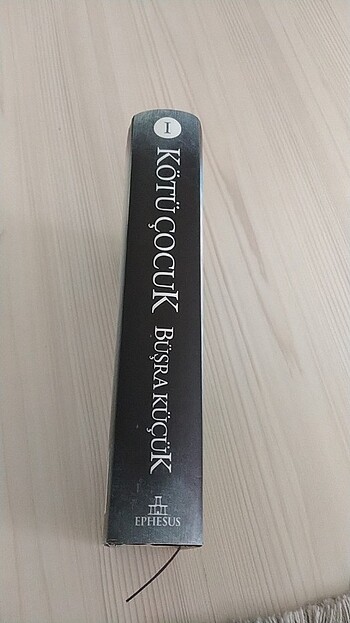 I
KÖTÜ ÇOCUK BÜŞRA KÜÇÜK
EPHESUS